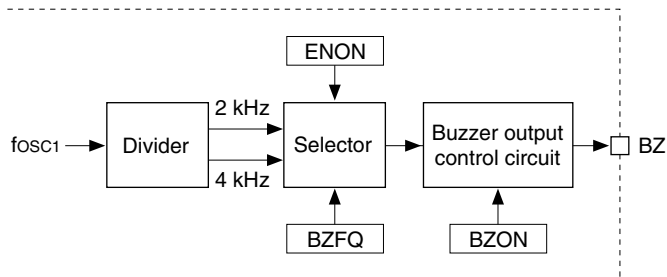 ENON
2 kHz
fOSC1
Divider
Selector
Buzzer output
control circuit
BZ
4 kHz
BZFQ
BZON